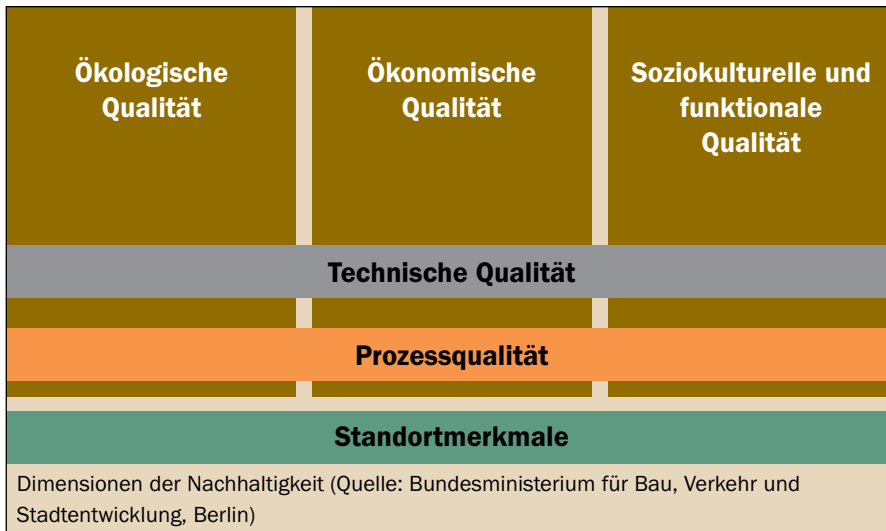 Ökologische
Qualität
Ökonomische
Qualität
Soziokulturelle und
funktionale
Qualität
Technische Qualität
Prozessqualität
Standortmerkmale
Dimensionen der Nachhaltigkeit (Quelle: Bundesministerium für Bau, Verkehr und
Stadtentwicklung, Berlin)